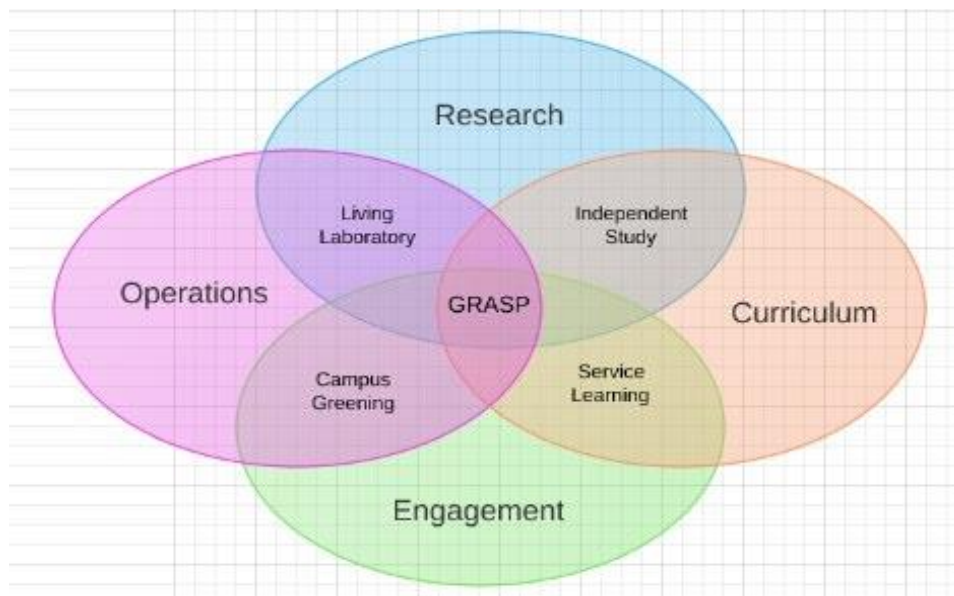 Research
Living
Laboratory
Independent
Study
Operations
GRASP
Curriculum
Campus
Greening
Service
Learning
Engagement